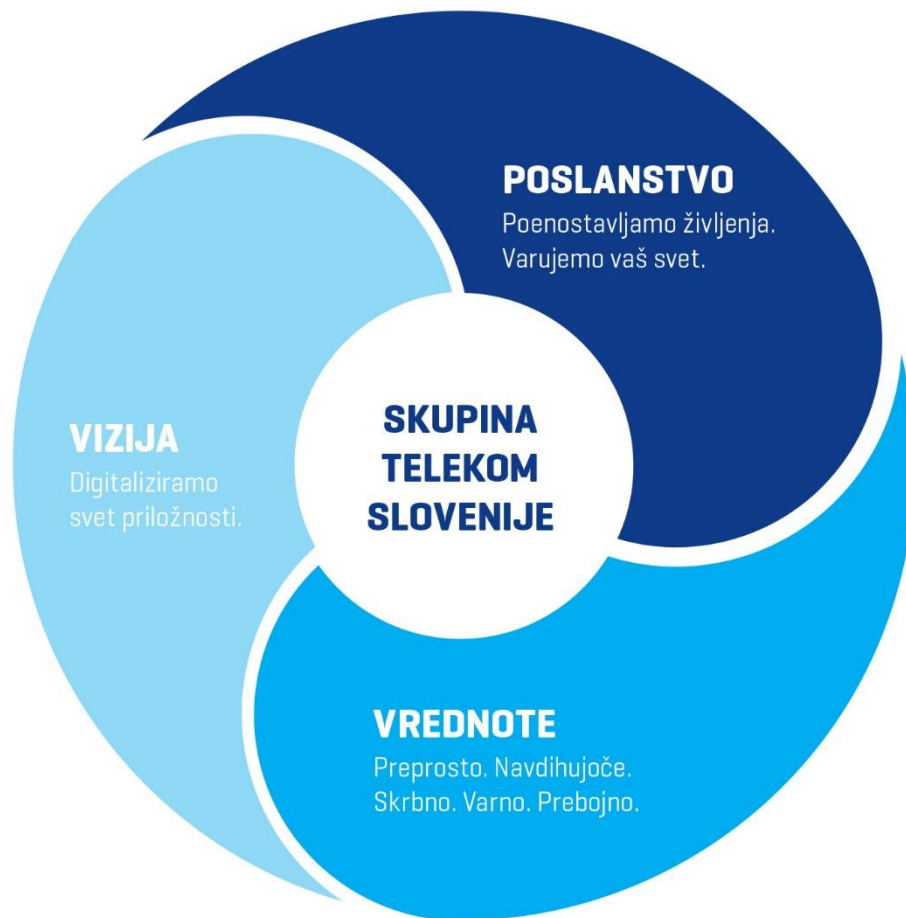 POSLANSTVO
Poenostavljamo življenja.
Varujemo vaš svet.
SKUPINA
TELEKOM
SLOVENIJE
VIZIJA
Digitaliziramo
svet priložnosti.
VREDNOTE
Preprosto. Navdihujoče.
Skrbno. Varno. Prebojno.